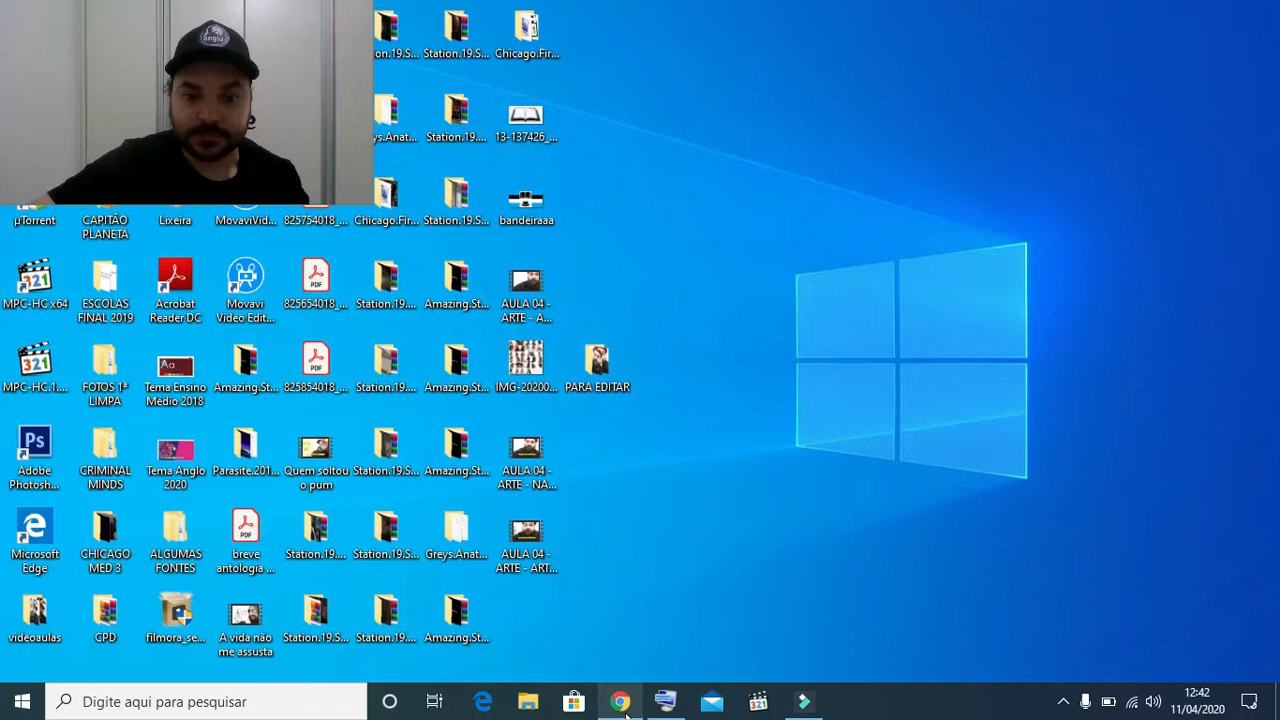 anglo
on.19.S...
Station.19.S...
Chicago.Fir...
ys.Anat...
Station.19....
13-137426_...
µTorrent
CAPITÃO
PLANETA
Lixeira
MovaviVid...
825754018_...
Chicago.Fir...
Station.19.S...
bandeiraaa
MPC-HC x64
ESCOLAS
FINAL 2019
Acrobat
Reader DC
Movavi
Video Edit...
825654018_...
Station.19....
Amazing.St...
AULA 04 -
ARTE - A...
MPC-HC.1....
FOTOS 1ª
LIMPA
Tema Ensino
Médio 2018
Amazing.St...
825854018_...
Station.19....
Amazing.St...
IMG-20200...
PARA EDITAR
Adobe
Photosh...
CRIMINAL
MINDS
Tema Anglo
2020
Parasite.201...
Quem soltou
o pum
Station.19.S...
Amazing.St...
AULA 04 -
ARTE - NA...
Microsoft
Edge
CHICAGO
MED 3
ALGUMAS
FONTES
breve
antologia ...
Station.19....
Station.19.S...
Greys.Anat...
AULA 04 -
ARTE - ART...
videoaulas
CPD
filmora_se...
A vida não
me assusta
Station.19.S...
Station.19....
Amazing.St...
Digite aqui para pesquisar
12:42
11/04/2020